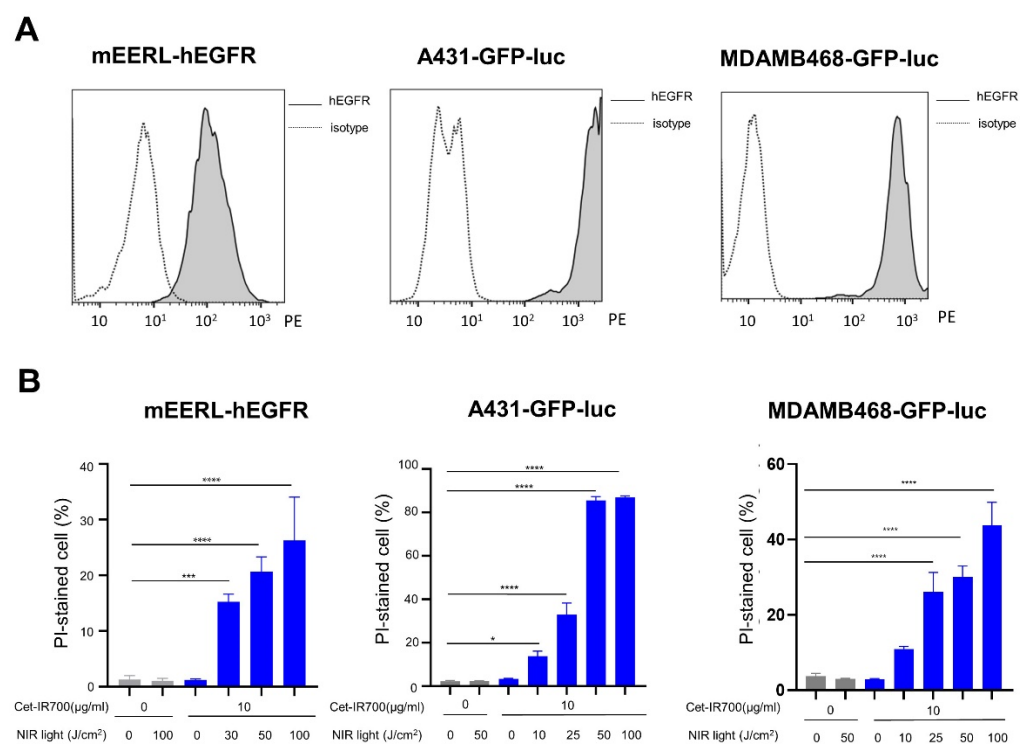 A
mEERL-hEGFR
A431-GFP-luc
MDAMB468-GFP-luc
hEGFR
isotype
10 10¹ 10² 10³ PE
hEGFR
isotype
10 10¹ 10² 10³ PE
hEGFR
isotype
10 10¹ 10² 10³ PE
B
mEERL-hEGFR
PI-stained cell (%)
40
30
20
10
0
****
****
***
Cet-IR700(μg/ml) 0 10
NIR light (J/cm²) 0 100 0 30 50 100
A431-GFP-luc
PI-stained cell (%)
100
80
60
40
20
0
****
****
****
*
Cet-IR700(μg/ml) 0 10
NIR light (J/cm²) 0 50 0 10 25 50 100
MDAMB468-GFP-luc
PI-stained cell (%)
60
40
20
0
****
****
****
Cet-IR700(μg/ml) 0 10
NIR light (J/cm²) 0 50 0 10 25 50 100